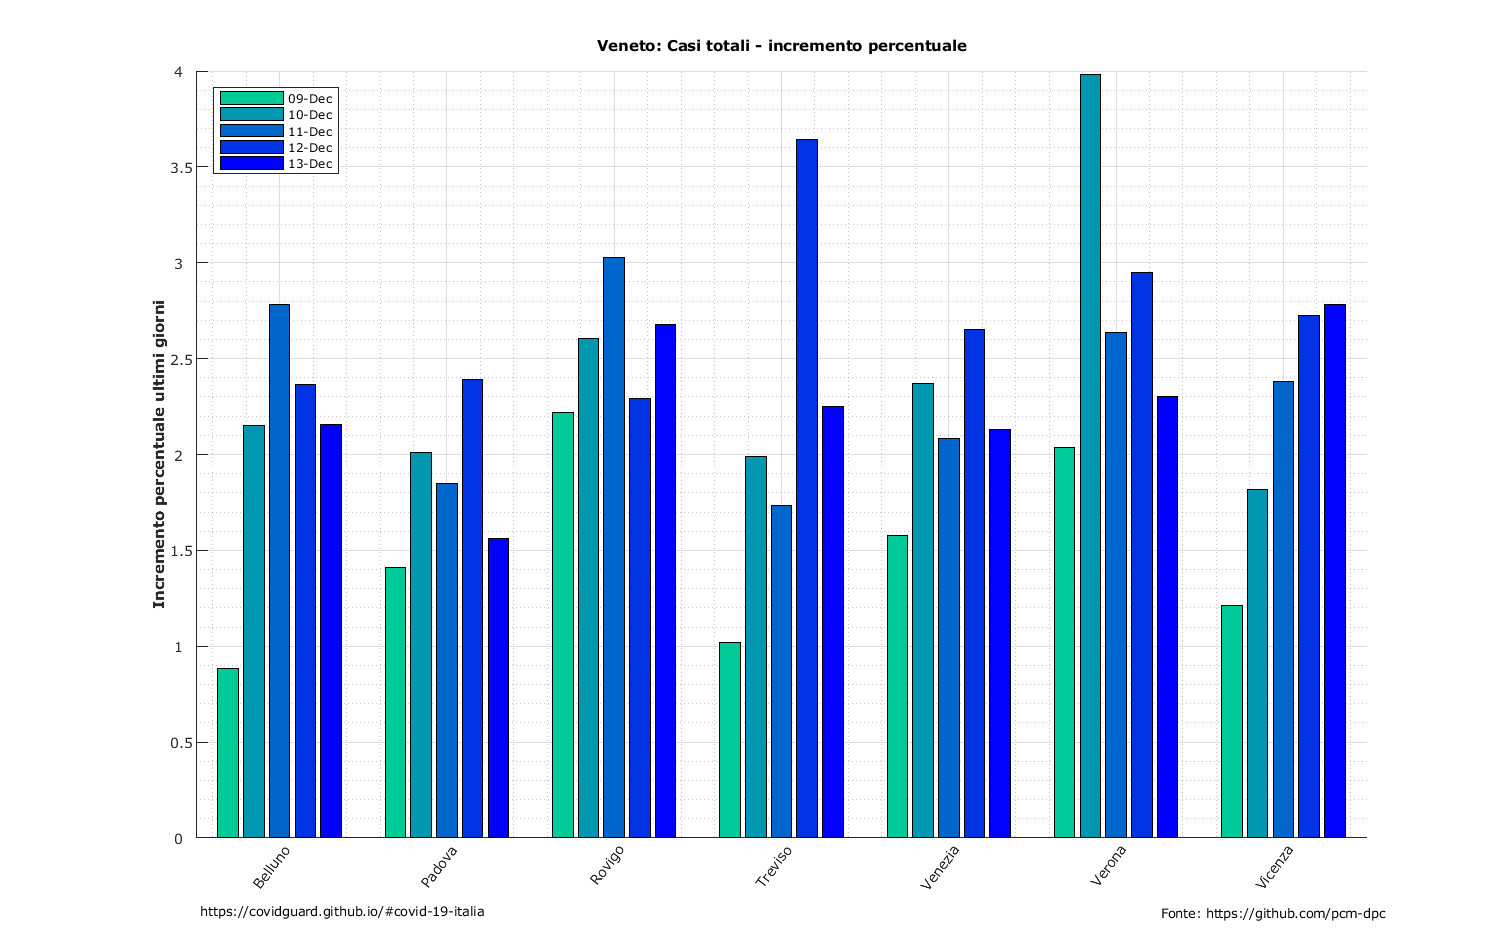 Veneto: Casi totali - incremento percentuale
Incremento percentuale ultimi giorni
4
3.5
3
2.5
2
1.5
1
0.5
0
09-Dec
10-Dec
11-Dec
12-Dec
13-Dec
Belluno
Padova
Rovigo
Treviso
Venezia
Verona
Vicenza
https://covidguard.github.io/#covid-19-italia
Fonte: https://github.com/pcm-dpc